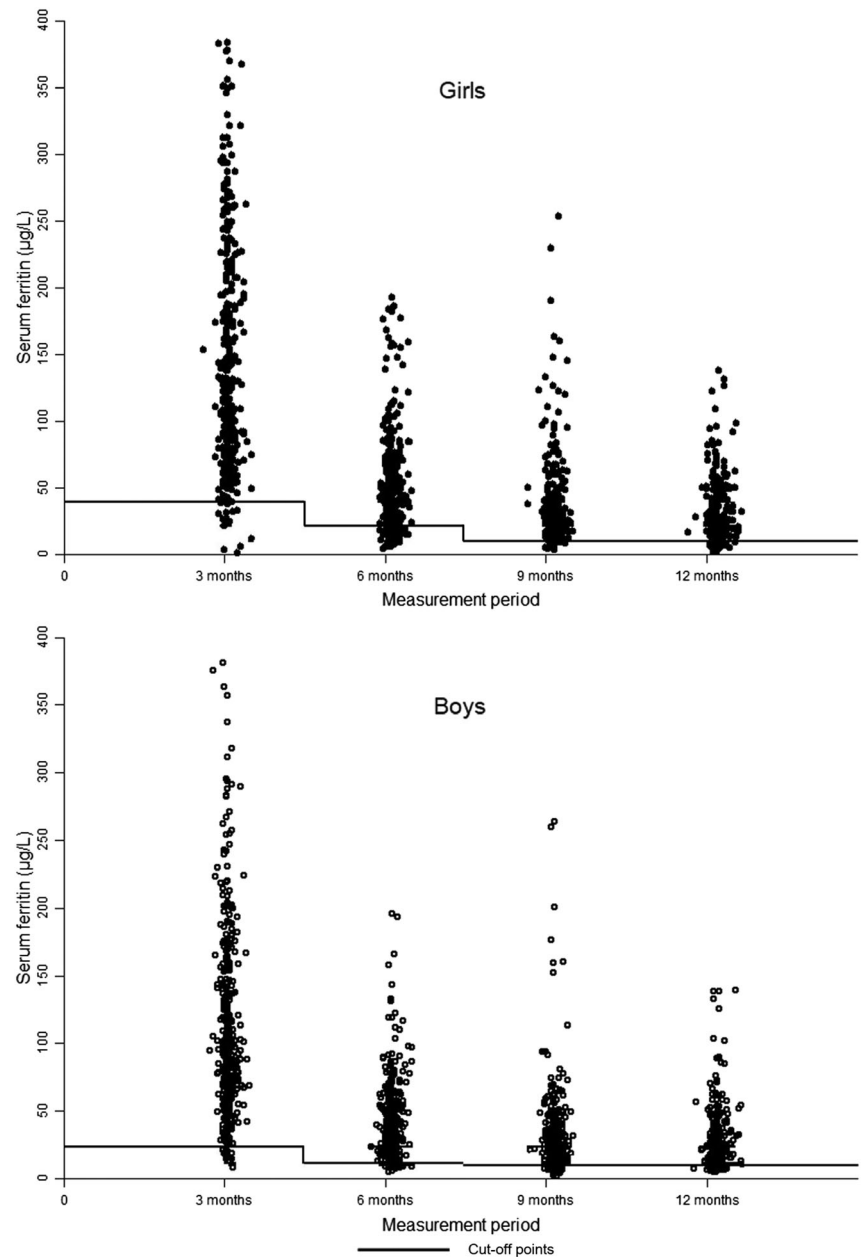 Girls
Serum ferritin (µg/L)
400
350
300
250
200
150
100
50
0
0 3 months 6 months 9 months 12 months
Measurement period
Boys
Serum ferritin (µg/L)
400
350
300
250
200
150
100
50
0
0 3 months 6 months 9 months 12 months
Measurement period
Cut-off points